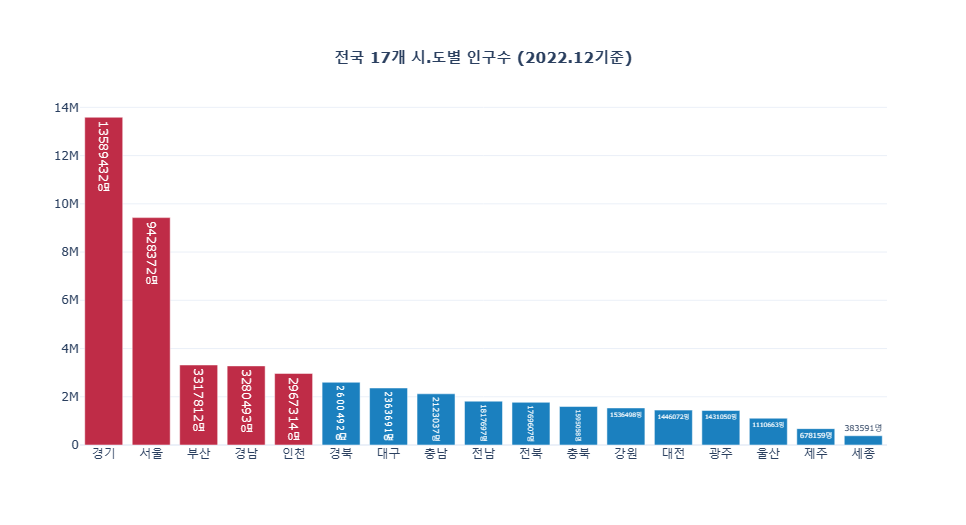 전국 17개 시.도별 인구수 (2022.12기준)
14M
12M
10M
8M
6M
4M
2M
0
13589432명
9428372명
3317812명
3280493명
2967314명
2600492명
2363691명
2123037명
1817697명
1769607명
1595058명
1536498명
1446072명
1431050명
1110663명
678159명
383591명
경기 서울 부산 경남 인천 경북 대구 충남 전남 전북 충북 강원 대전 광주 울산 제주 세종